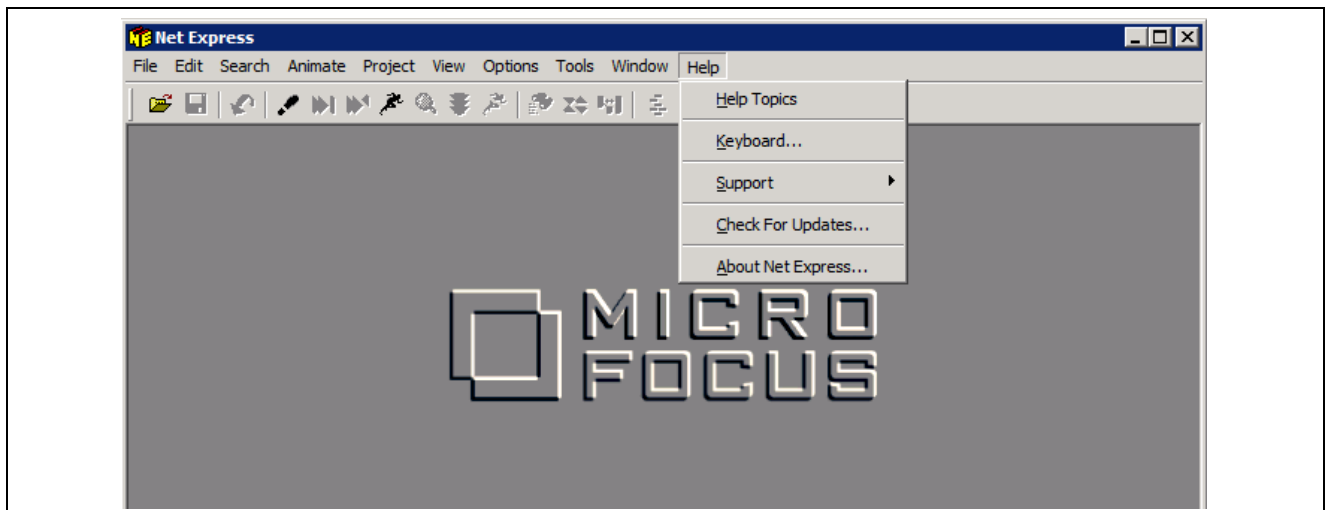 Net Express
File Edit Search Animate Project View Options Tools Window Help
Help Topics
Keyboard...
Support
Check For Updates...
About Net Express...
MICRO
FOCUS